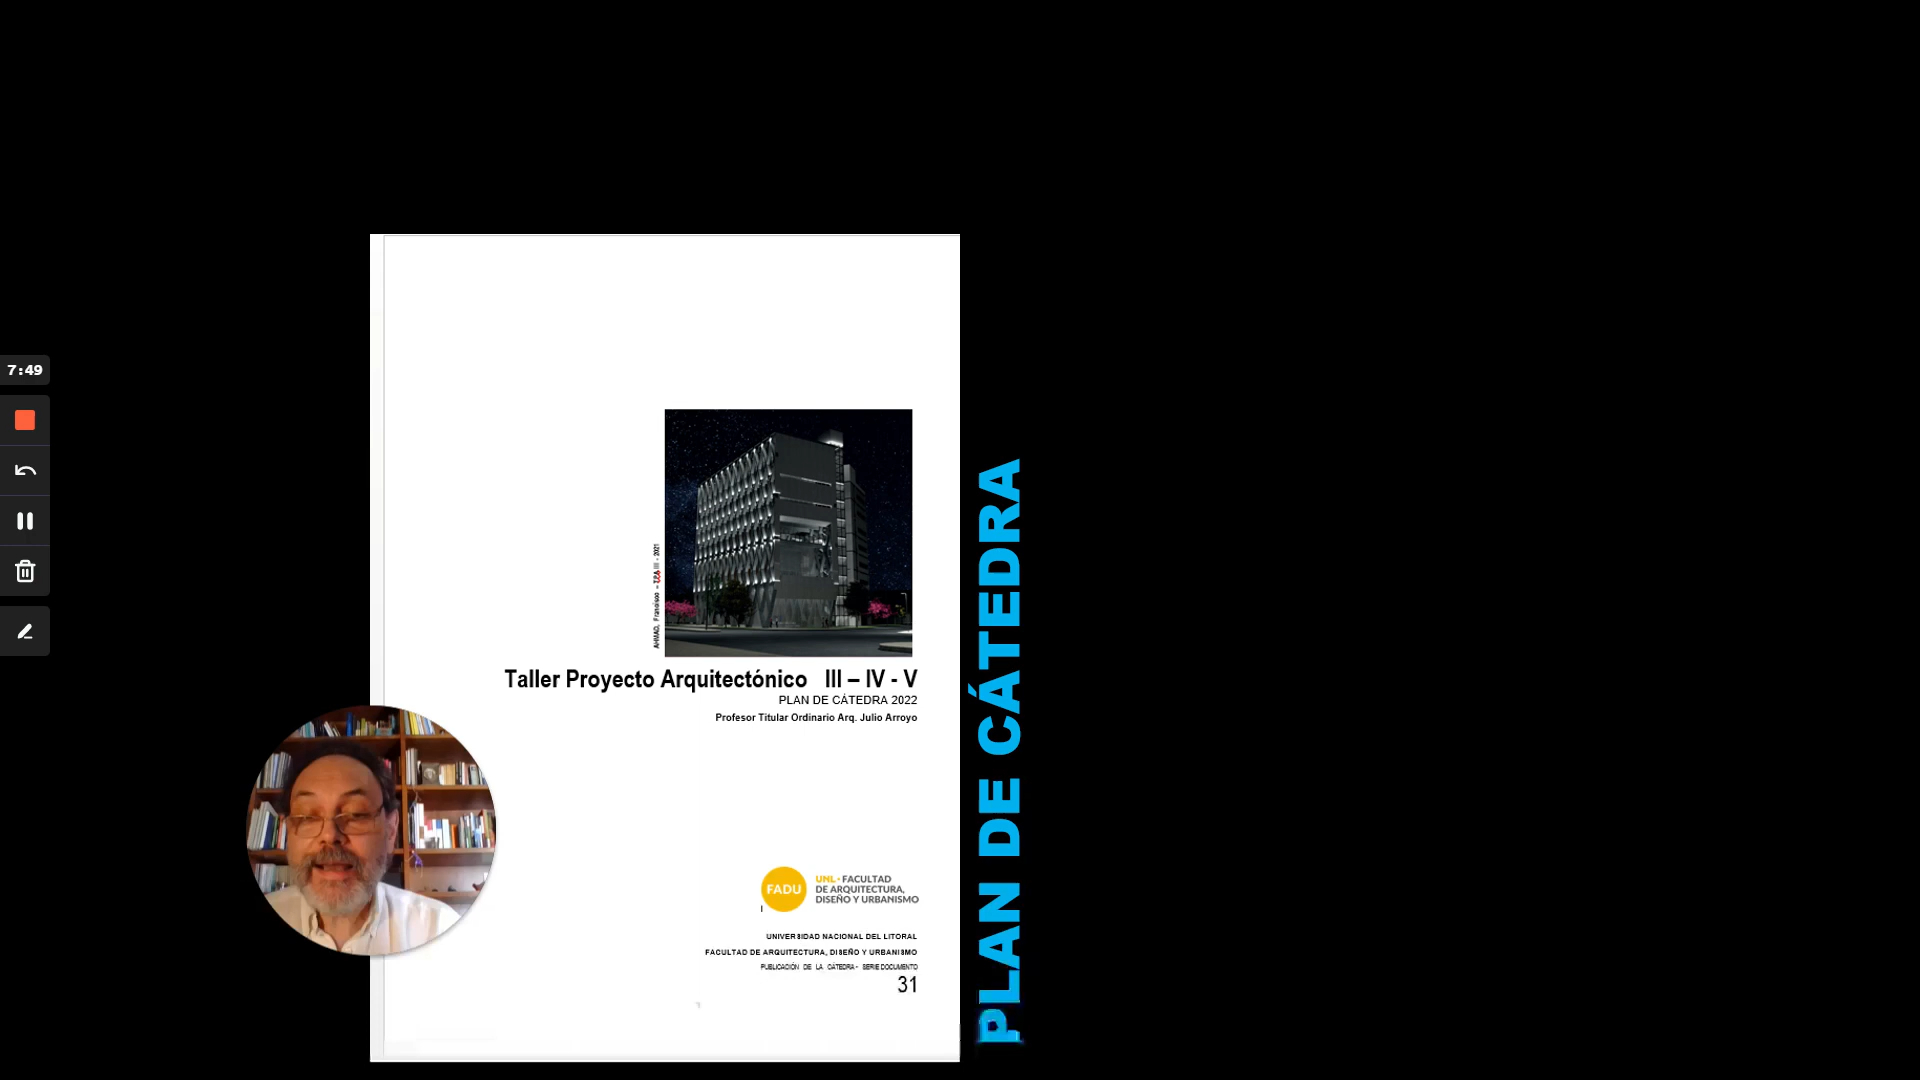 7:49
- 2021
Taller Proyecto Arquitectónico III – IV - V
PLAN DE CÁTEDRA 2022
Profesor Titular Ordinario Arq. Julio Arroyo
FADU
UNL · FACULTAD
DE ARQUITECTURA,
DISEÑO Y URBANISMO
UNIVERSIDAD NACIONAL DEL LITORAL
FACULTAD DE ARQUITECTURA, DISEÑO Y URBANISMO
PUBLICACIÓN DE LA CÁTEDRA - SERIE DOCUMENTO
31
PLAN DE CÁTEDRA